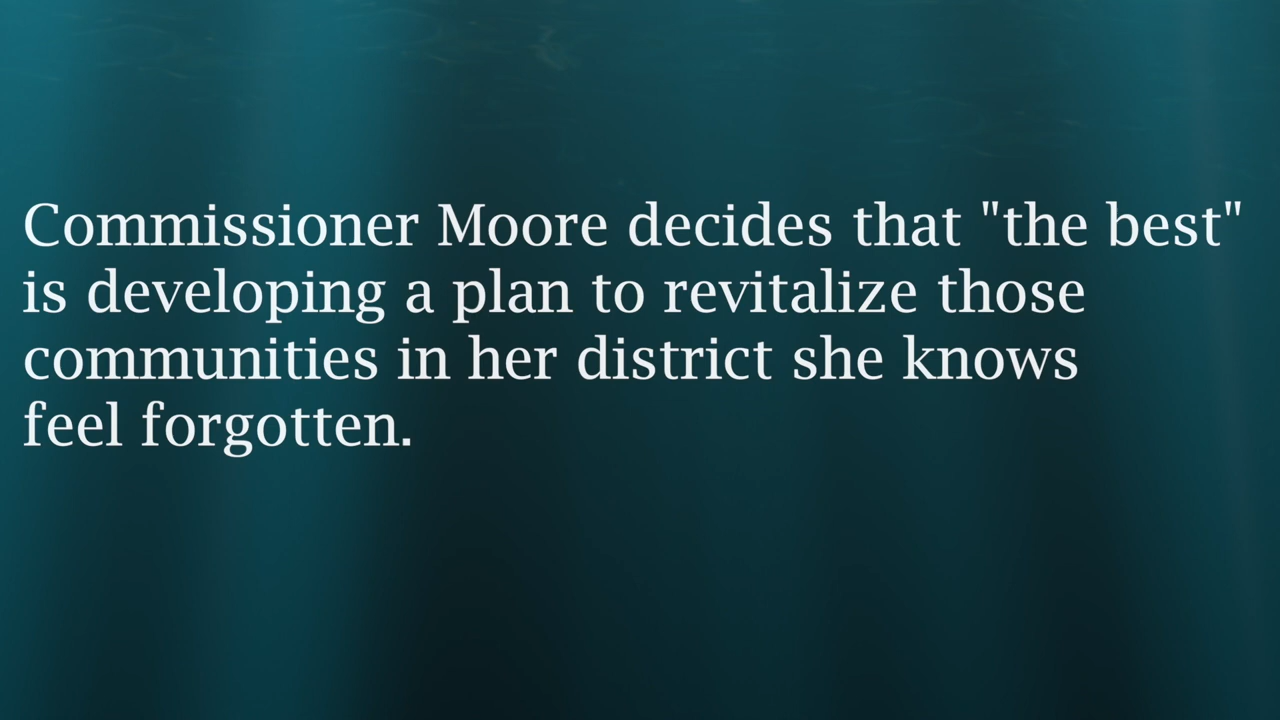 Commissioner Moore decides that "the best"
is developing a plan to revitalize those
communities in her district she knows
feel forgotten.